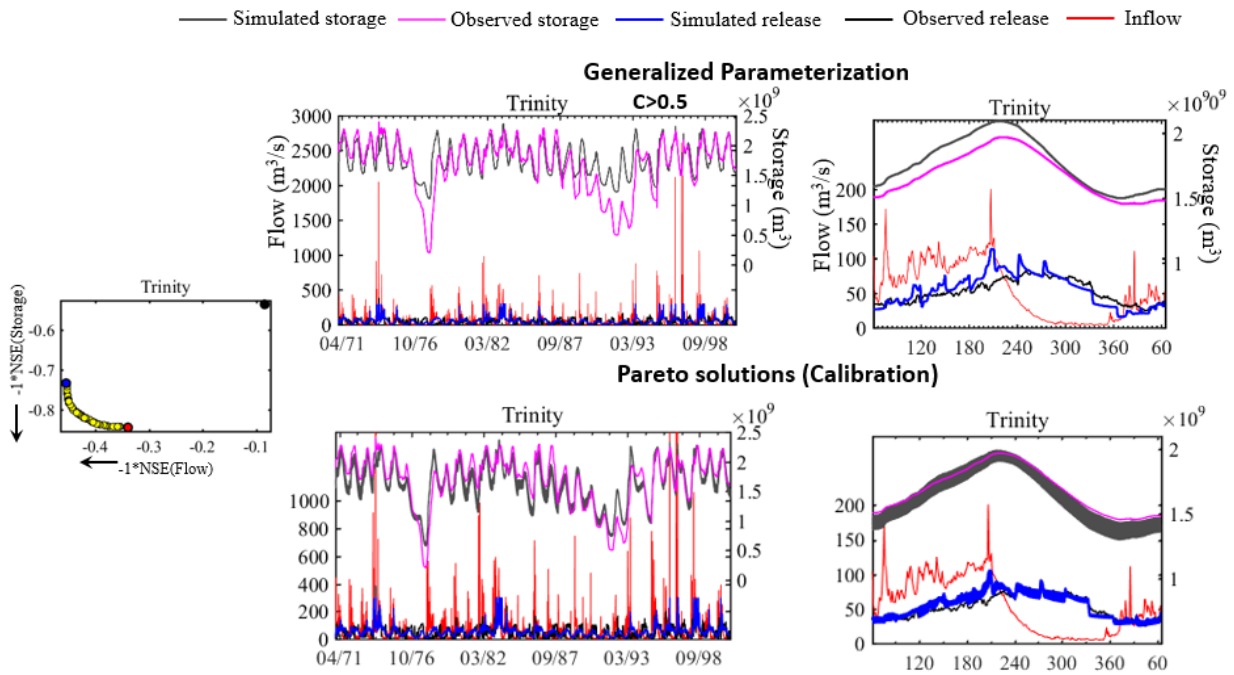 Simulated storage Observed storage Simulated release Observed release Inflow
Generalized Parameterization
Trinity C>0.5 ×10⁹
3000
2500
2000
1500
1000
500
0
Flow (m³/s)
2.5
2
1.5
1
0.5
0
Storage (m³)
04/71 10/76 03/82 09/87 03/93 09/98
Trinity ×10⁹0⁹
200
150
100
50
0
Flow (m³/s)
2
1.5
1
Storage (m³)
120 180 240 360 60
Trinity
-0.6
-0.7
-0.8
-1*NSE(Storage)
-0.4 -0.3 -0.2 -0.1
-1*NSE(Flow)
Pareto solutions (Calibration)
Trinity ×10⁹
1000
800
600
400
200
0
2.5
2
1.5
1
0.5
0
04/71 10/76 03/82 09/87 03/93 09/98
Trinity ×10⁹
200
150
100
50
0
2
1.5
1
120 180 240 300 360 60